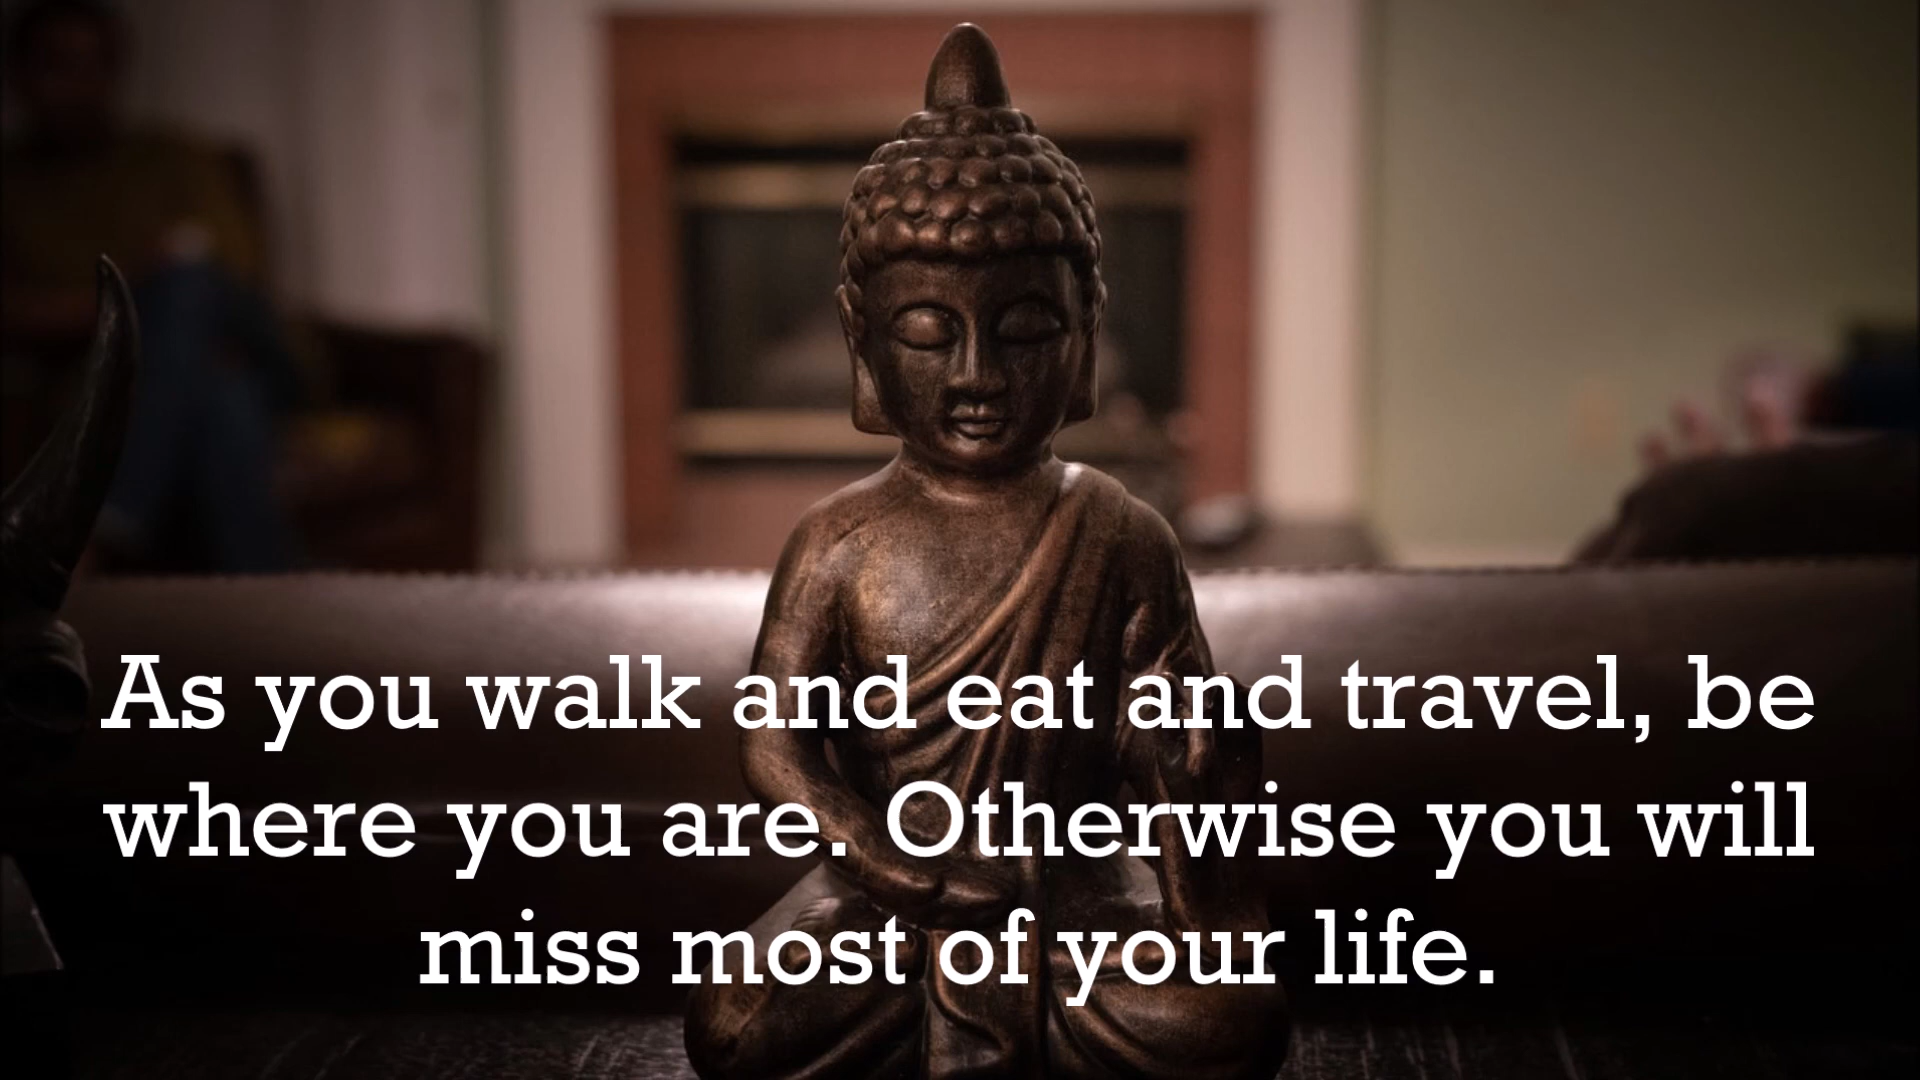 As you walk and eat and travel, be
where you are. Otherwise you will
miss most of your life.